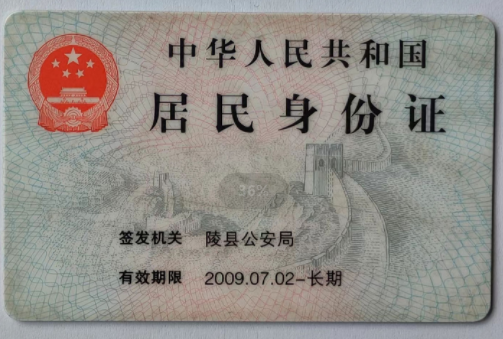 中华人民共和国
居民身份证
36%
签发机关 陵县公安局
有效期限 2009.07.02-长期